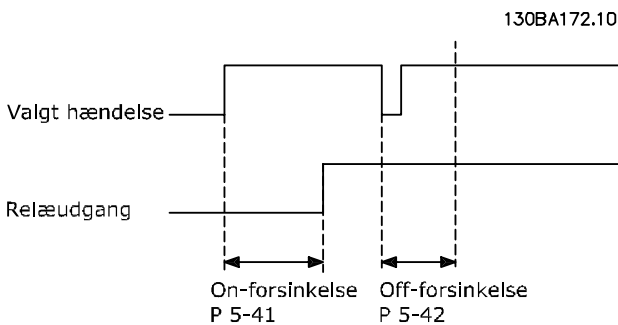 130BA172.10
Valgt hændelse
Relæudgang
On-forsinkelse
P 5-41
Off-forsinkelse
P 5-42